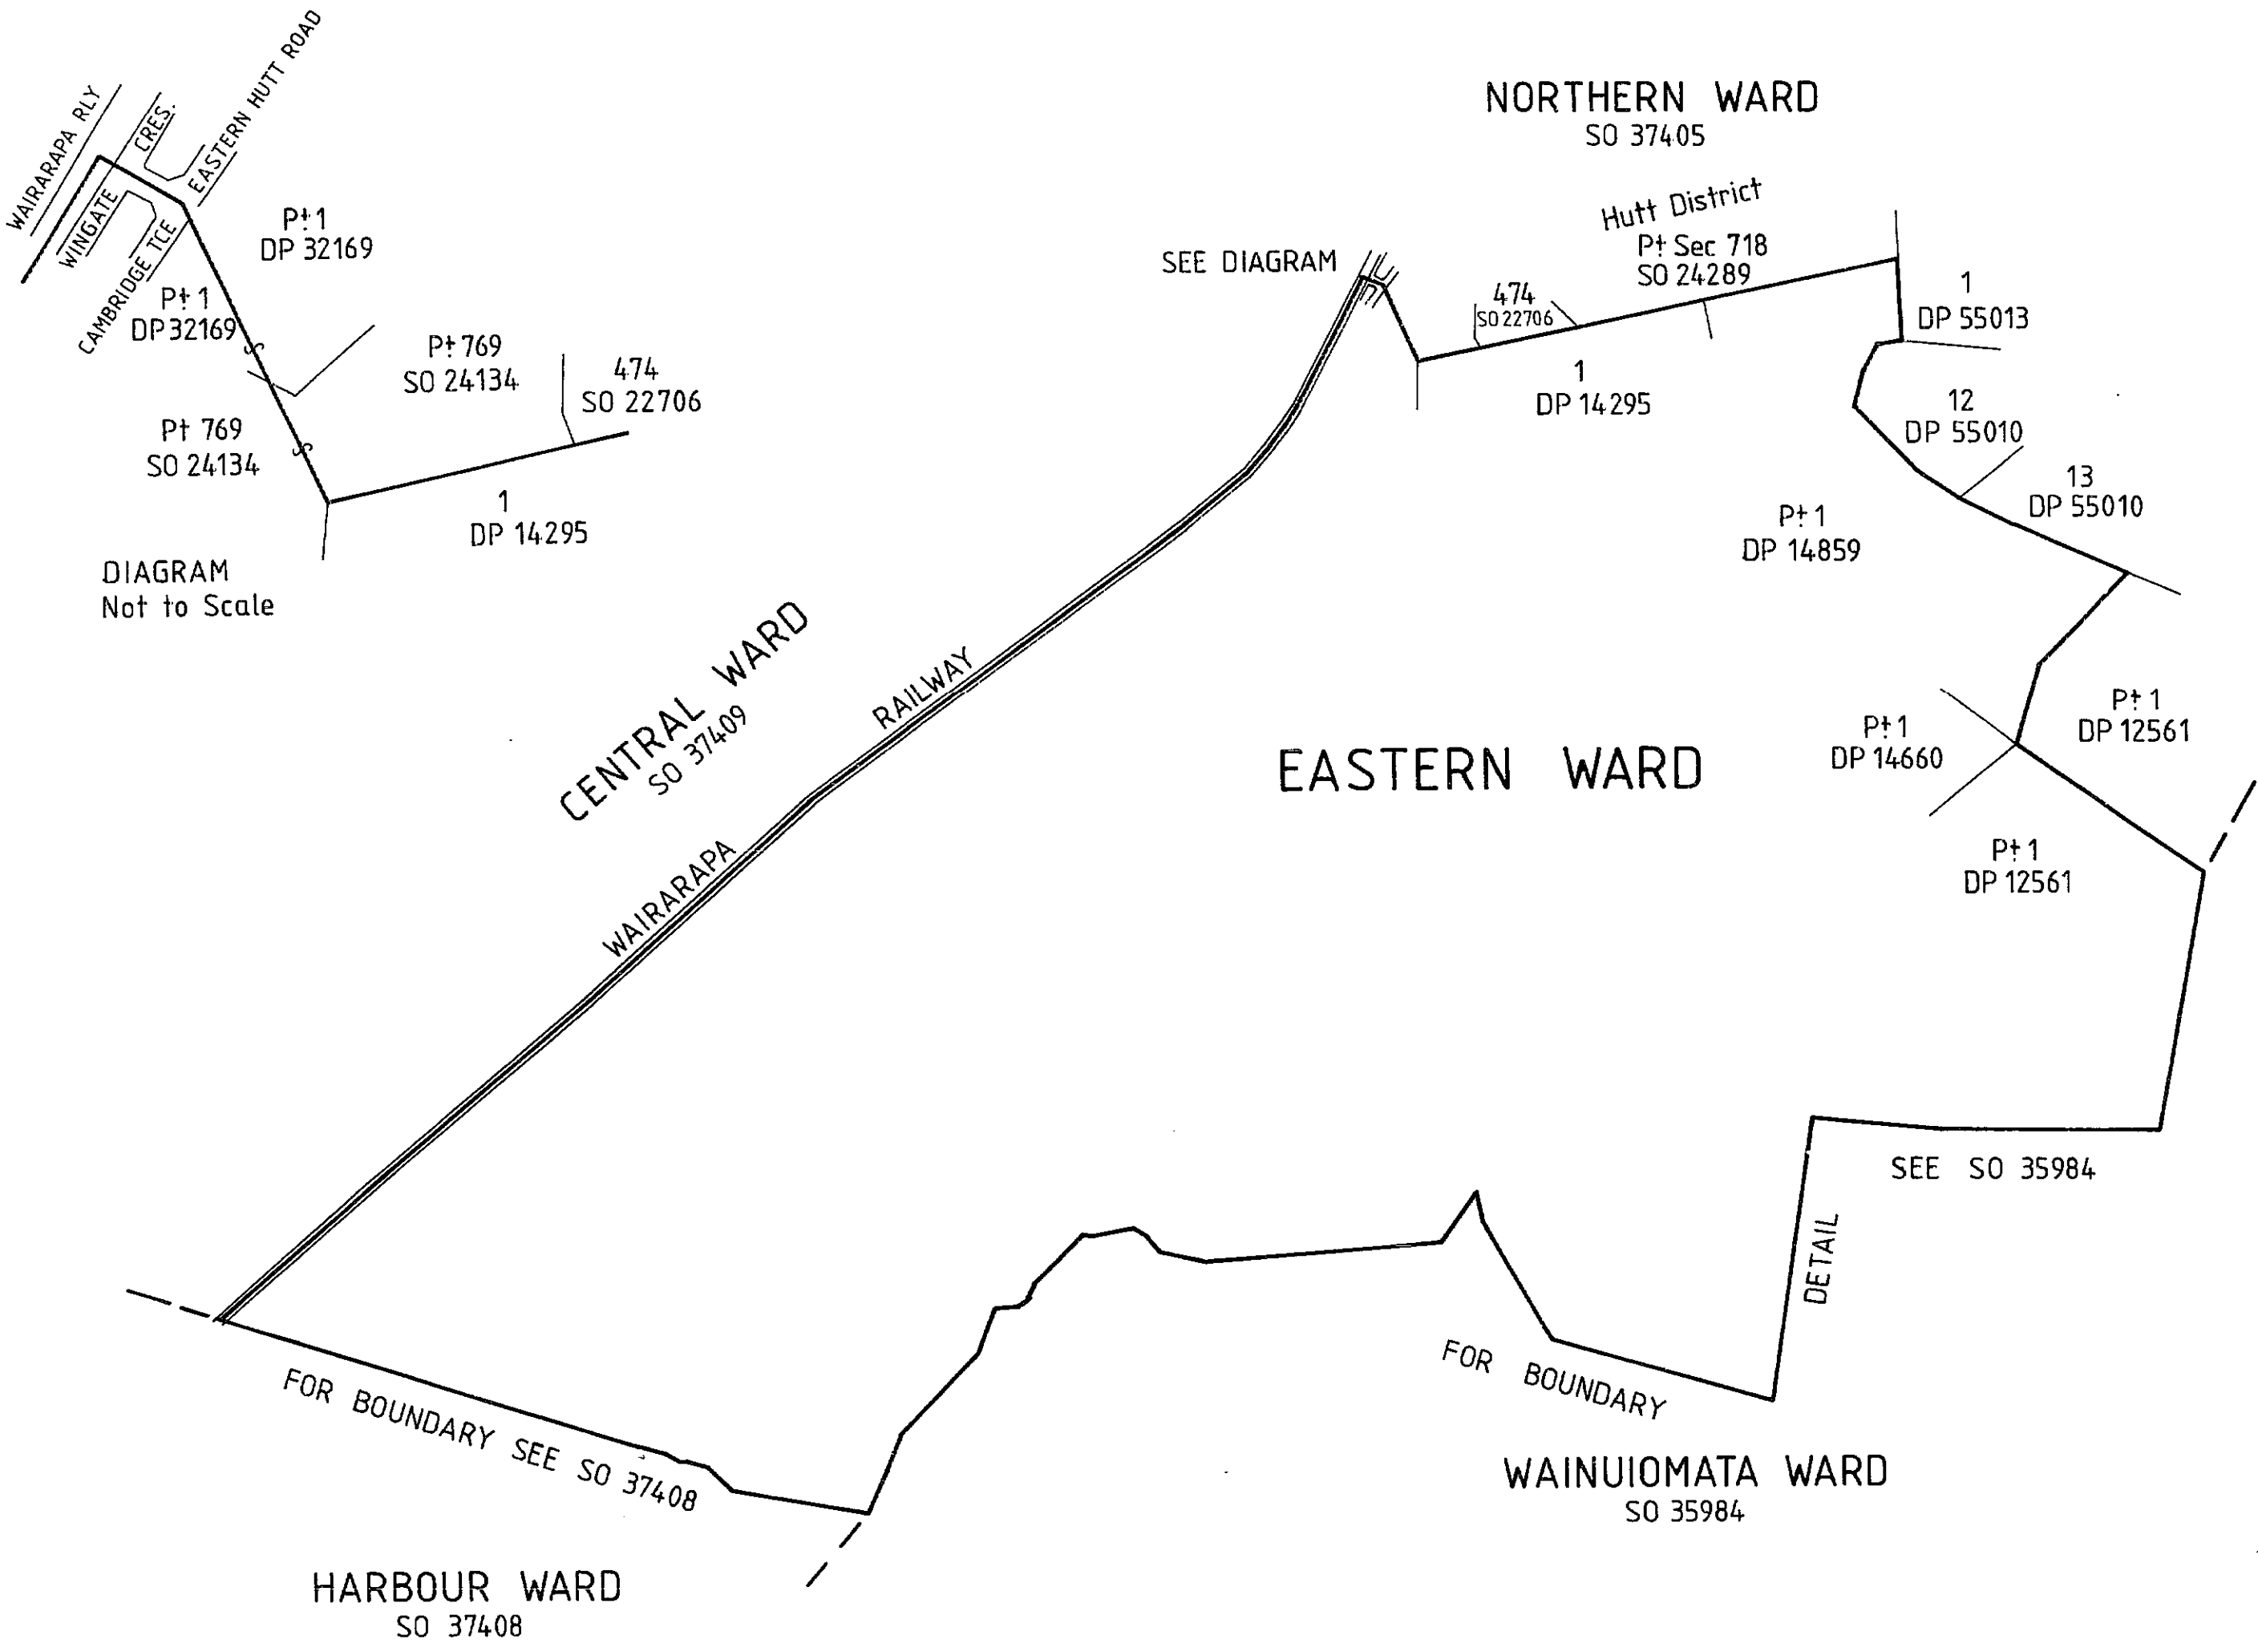 WAIRARAPA RLY
WINGATE
CRES.
EASTERN HUTT ROAD
CAMBRIDGE TCE
Pt 1
DP 32169
Pt 1
DP 32169
Pt 769
SO 24134
474
SO 22706
Pt 769
SO 24134
1
DP 14295
DIAGRAM
Not to Scale
NORTHERN WARD
SO 37405
Hutt District
Pt Sec 718
SO 24289
SEE DIAGRAM
474
SO 22706
1
DP 14295
1
DP 55013
12
DP 55010
13
DP 55010
Pt 1
DP 14859
CENTRAL WARD
SO 37409
WAIRARAPA
RAILWAY
EASTERN WARD
Pt 1
DP 14660
Pt 1
DP 12561
Pt 1
DP 12561
SEE SO 35984
DETAIL
FOR BOUNDARY
WAINUIOMATA WARD
SO 35984
FOR BOUNDARY SEE SO 37408
HARBOUR WARD
SO 37408